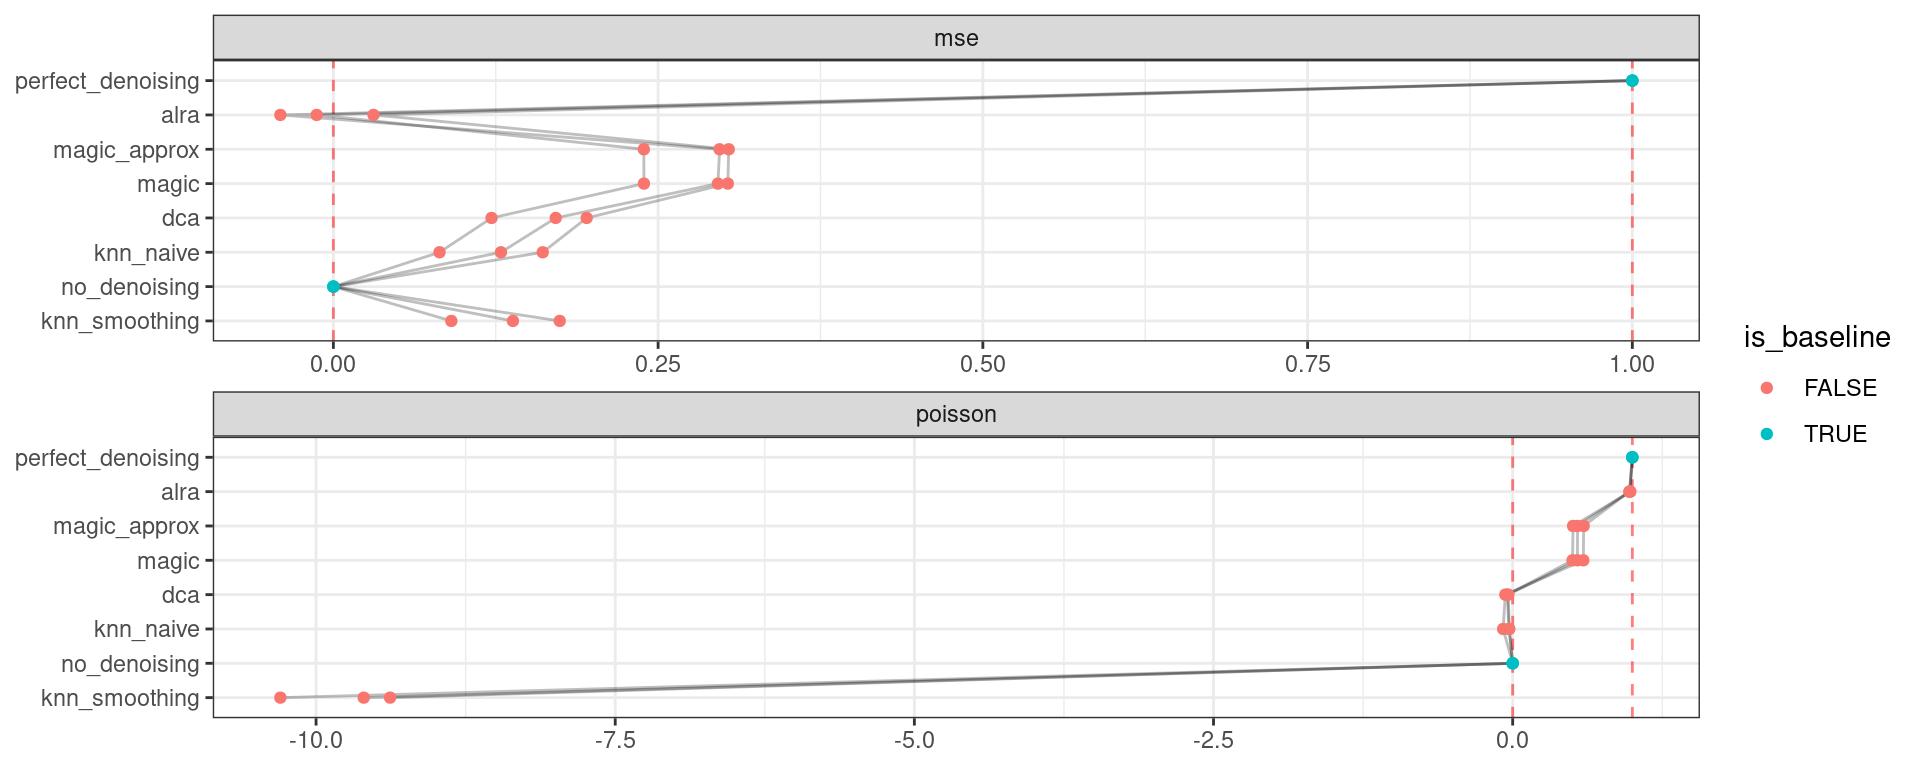 mse
perfect_denoising
alra
magic_approx
magic
dca
knn_naive
no_denoising
knn_smoothing
0.00 0.25 0.50 0.75 1.00
poisson
perfect_denoising
alra
magic_approx
magic
dca
knn_naive
no_denoising
knn_smoothing
-10.0 -7.5 -5.0 -2.5 0.0
is_baseline
FALSE
TRUE